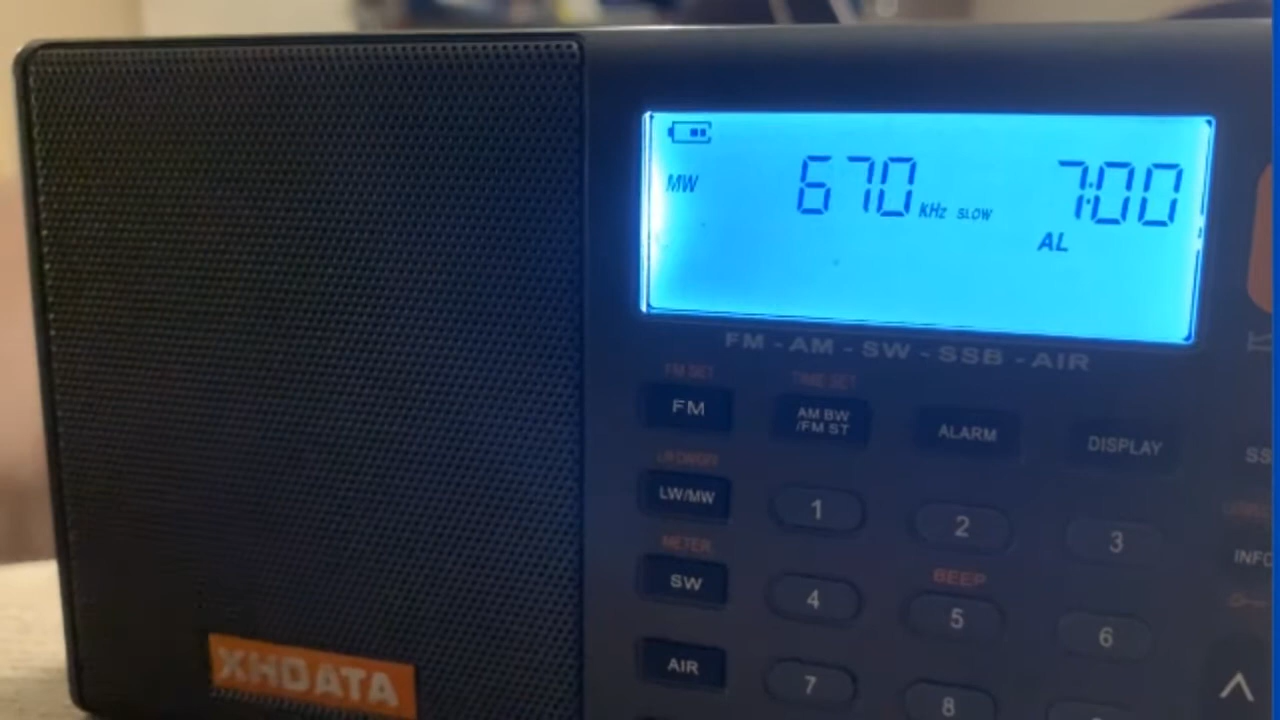 MW 670 KHz SLOW 7:00
AL
FM - AM - SW - SSB - AIR
FM SET TIME SET
FM AM BW /FM ST ALARM DISPLAY
LW/MW 1 2 3
METER BEEP INFO
SW 4 5 6
AIR 7 8
XHDATA